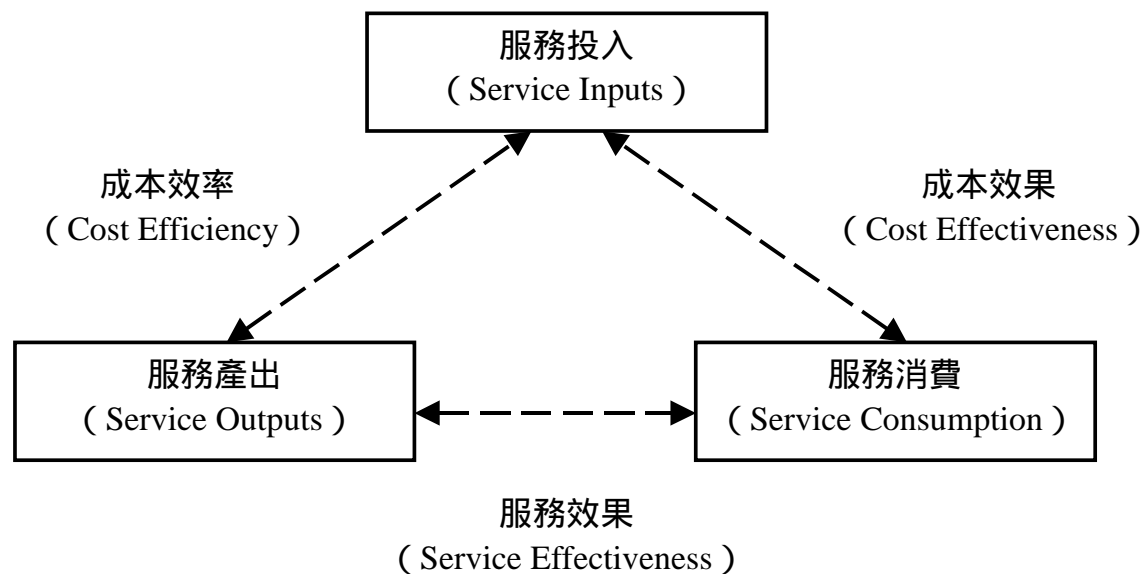 服務投入
（Service Inputs）
成本效率
（Cost Efficiency）
成本效果
（Cost Effectiveness）
服務產出
（Service Outputs）
服務消費
（Service Consumption）
服務效果
（Service Effectiveness）